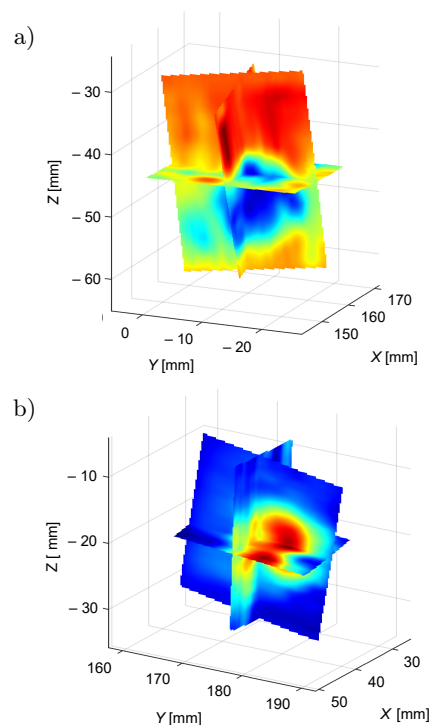 a)
– 30
– 40
Z [mm]
– 50
– 60
170
160
150
0
– 10
– 20
X [mm]
Y [mm]
b)
– 10
Z [ mm]
– 20
– 30
30
40
50
160
170
180
190
X [mm]
Y [mm]